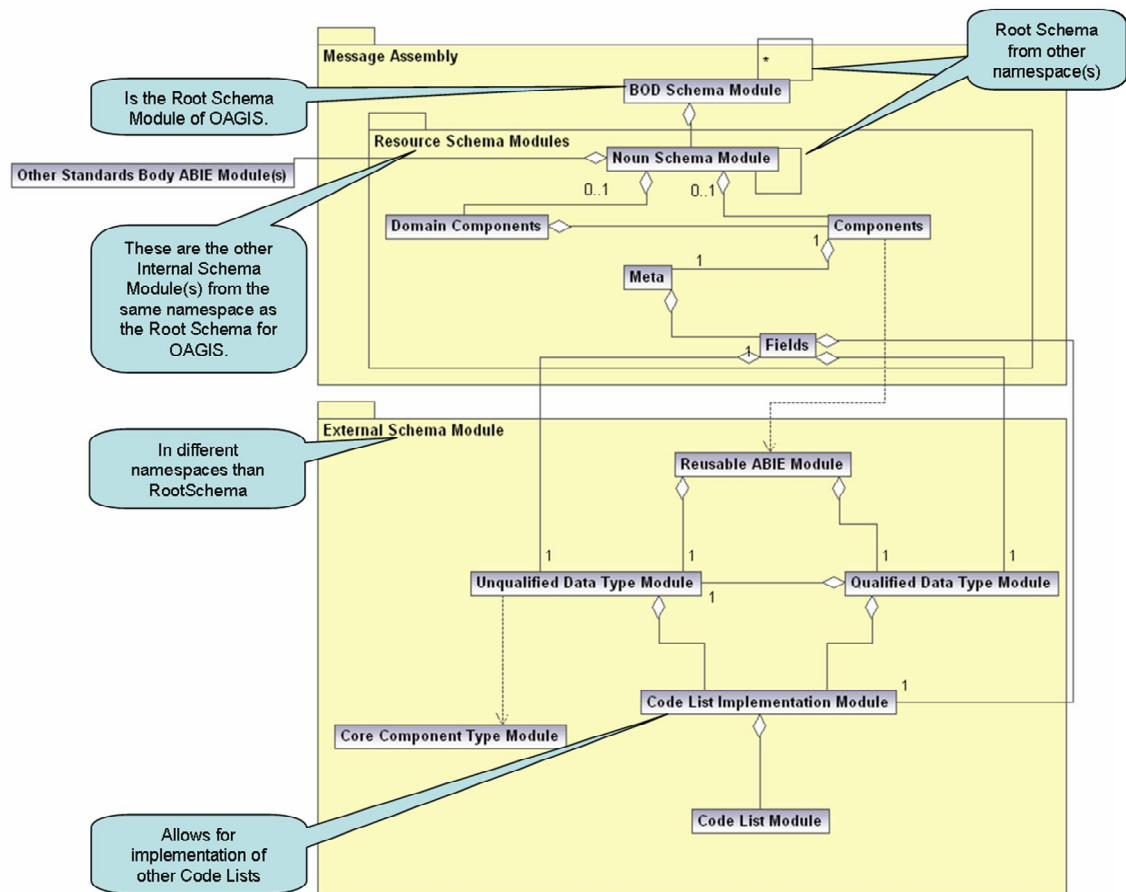 Message Assembly
*
Root Schema
from other
namespace(s)
BOD Schema Module
Is the Root Schema
Module of OAGIS.
Resource Schema Modules
Noun Schema Module
Other Standards Body ABIE Module(s)
0..1
0..1
Domain Components
Components
1
These are the other
Internal Schema
Module(s) from the
same namespace as
the Root Schema for
OAGIS.
1
Meta
Fields
1
External Schema Module
In different
namespaces than
RootSchema
Reusable ABIE Module
1
1
1
1
Unqualified Data Type Module
Qualified Data Type Module
1
Code List Implementation Module
1
Core Component Type Module
Code List Module
Allows for
implementation of
other Code Lists